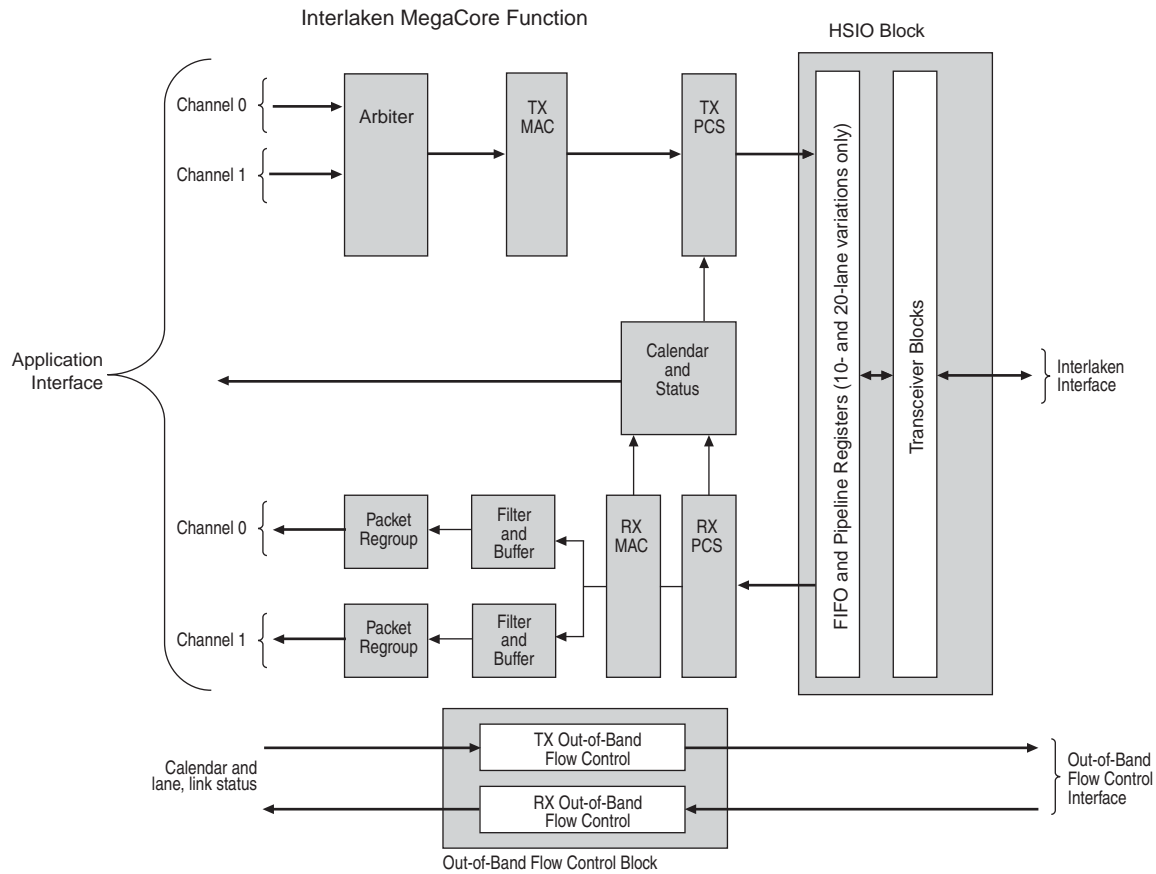 Interlaken MegaCore Function
HSIO Block
Channel 0
Channel 1
Arbiter
TX
MAC
TX
PCS
FIFO and Pipeline Registers (10- and 20-lane variations only)
Transceiver Blocks
Application
Interface
Calendar
and
Status
Interlaken
Interface
Channel 0
Packet
Regroup
Filter
and
Buffer
RX
MAC
RX
PCS
Channel 1
Packet
Regroup
Filter
and
Buffer
Calendar and
lane, link status
TX Out-of-Band
Flow Control
RX Out-of-Band
Flow Control
Out-of-Band
Flow Control
Interface
Out-of-Band Flow Control Block